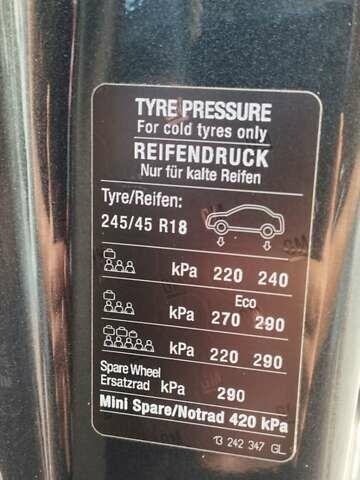 TYRE PRESSURE
For cold tyres only
REIFENDRUCK
Nur für kalte Reifen
Tyre/Reifen:
245/45 R18
kPa 220 240
Eco
kPa 270 290
kPa 220 290
Spare Wheel
Ersatzrad kPa 290
Mini Spare/Notrad 420 kPa
13 242 347 GL